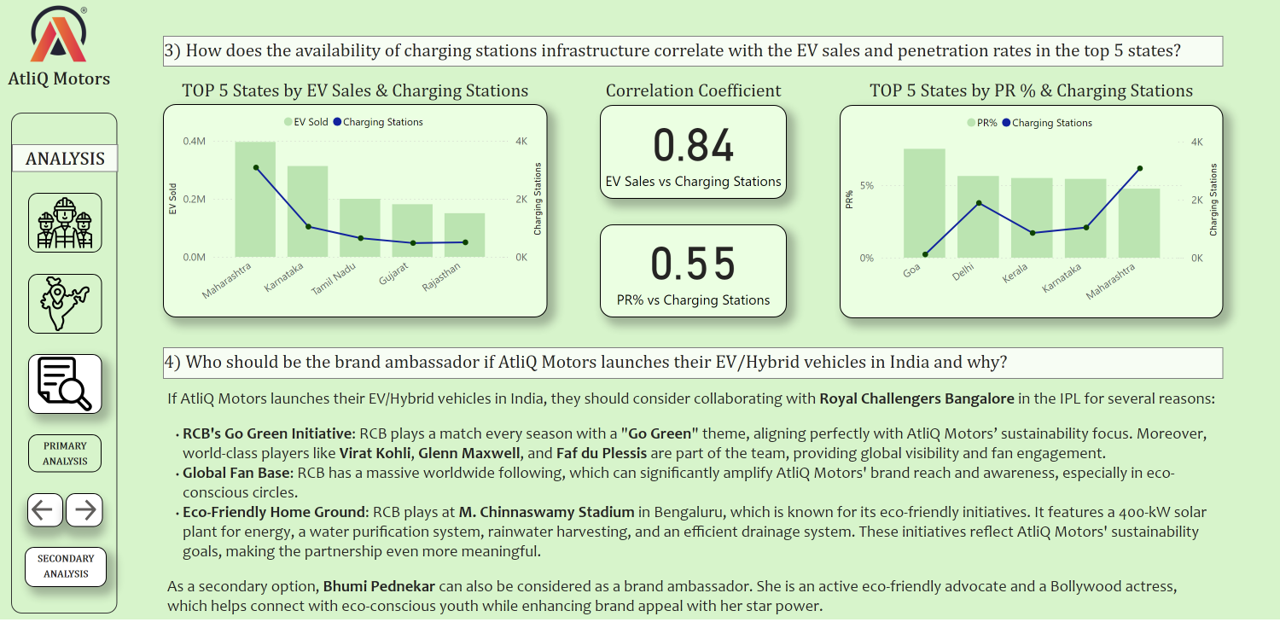 AtliQ Motors
ANALYSIS
PRIMARY
ANALYSIS
SECONDARY
ANALYSIS
3) How does the availability of charging stations infrastructure correlate with the EV sales and penetration rates in the top 5 states?
TOP 5 States by EV Sales & Charging Stations
EV Sold Charging Stations
0.4M
0.2M
0.0M
EV Sold
4K
2K
0K
Charging Stations
Maharashtra
Karnataka
Tamil Nadu
Gujarat
Rajasthan
Correlation Coefficient
0.84
EV Sales vs Charging Stations
0.55
PR% vs Charging Stations
TOP 5 States by PR % & Charging Stations
PR% Charging Stations
5%
0%
PR%
4K
2K
0K
Charging Stations
Goa
Delhi
Kerala
Karnataka
Maharashtra
4) Who should be the brand ambassador if AtliQ Motors launches their EV/Hybrid vehicles in India and why?
If AtliQ Motors launches their EV/Hybrid vehicles in India, they should consider collaborating with Royal Challengers Bangalore in the IPL for several reasons:
• RCB's Go Green Initiative: RCB plays a match every season with a "Go Green" theme, aligning perfectly with AtliQ Motors’ sustainability focus. Moreover,
world-class players like Virat Kohli, Glenn Maxwell, and Faf du Plessis are part of the team, providing global visibility and fan engagement.
• Global Fan Base: RCB has a massive worldwide following, which can significantly amplify AtliQ Motors' brand reach and awareness, especially in eco-
conscious circles.
• Eco-Friendly Home Ground: RCB plays at M. Chinnaswamy Stadium in Bengaluru, which is known for its eco-friendly initiatives. It features a 400-kW solar
plant for energy, a water purification system, rainwater harvesting, and an efficient drainage system. These initiatives reflect AtliQ Motors' sustainability
goals, making the partnership even more meaningful.
As a secondary option, Bhumi Pednekar can also be considered as a brand ambassador. She is an active eco-friendly advocate and a Bollywood actress,
which helps connect with eco-conscious youth while enhancing brand appeal with her star power.